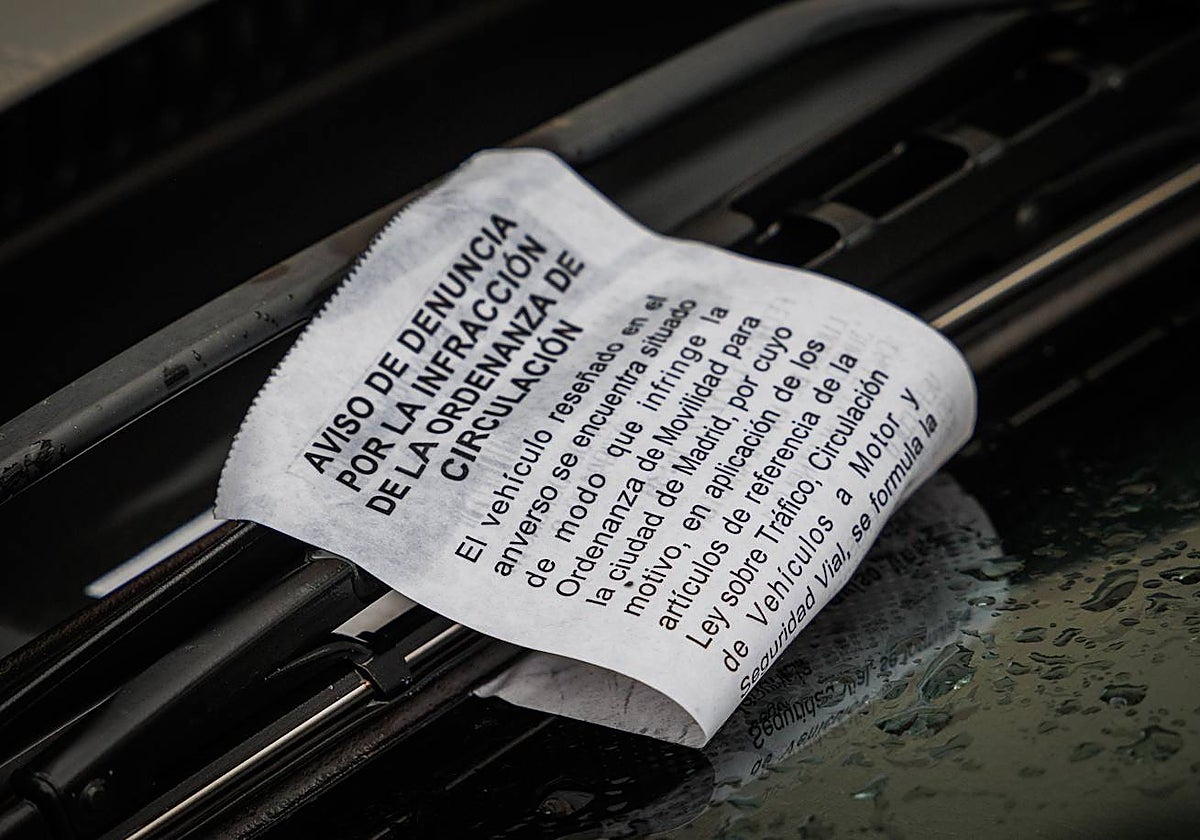 AVISO DE DENUNCIA
POR LA INFRACCIÓN
DE LA ORDENANZA DE
CIRCULACIÓN
El vehículo reseñado en el
anverso se encuentra situado
de modo que infringe la
Ordenanza de Movilidad para
la ciudad de Madrid, por cuyo
motivo, en aplicación de los
artículos de referencia de la
Ley sobre Tráfico, Circulación
de Vehículos a Motor y
Seguridad Vial, se formula la